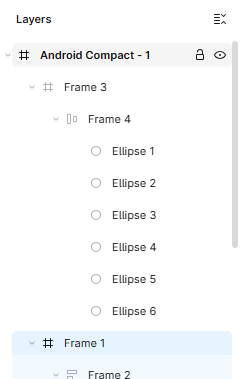 Layers
Android Compact - 1
Frame 3
Frame 4
Ellipse 1
Ellipse 2
Ellipse 3
Ellipse 4
Ellipse 5
Ellipse 6
Frame 1
Frame 2